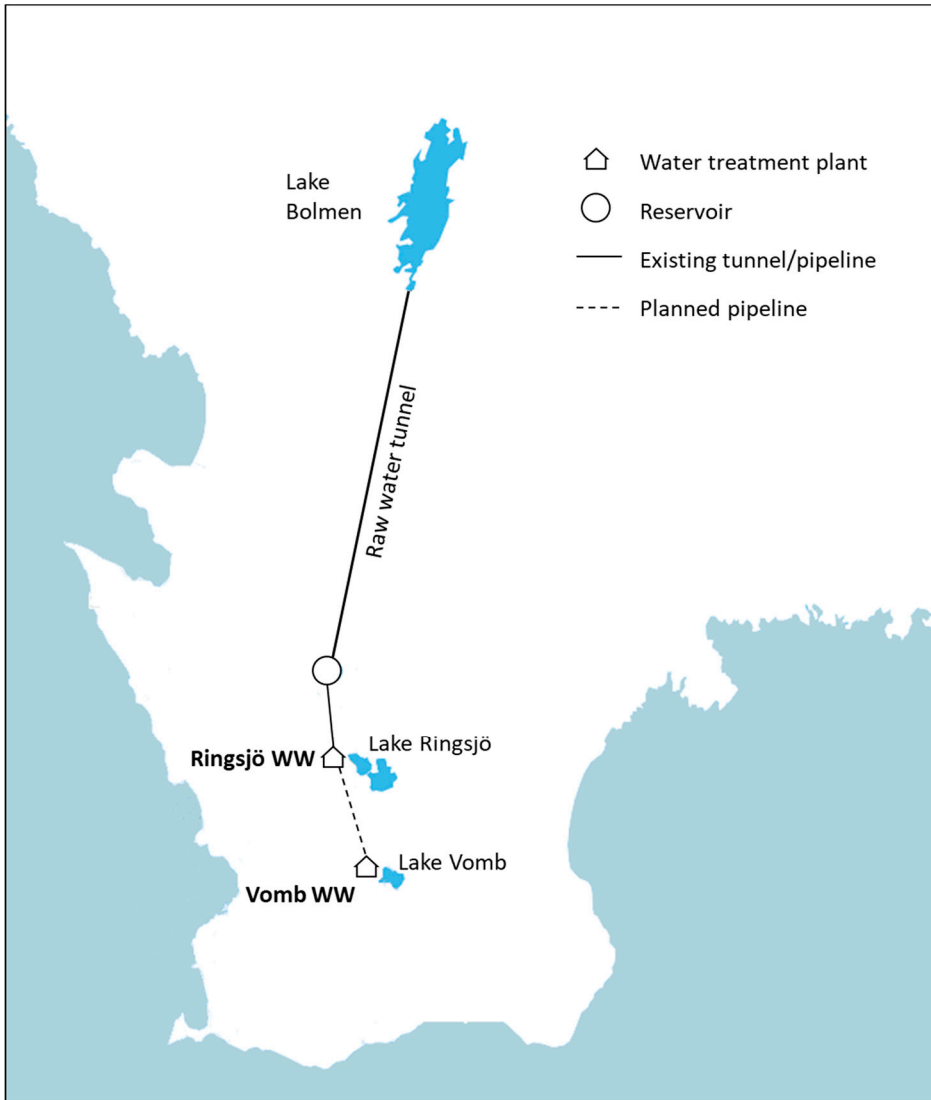 Lake
Bolmen
Water treatment plant
Reservoir
Existing tunnel/pipeline
Planned pipeline
Raw water tunnel
Lake Ringsjö
Ringsjö WW
Lake Vomb
Vomb WW